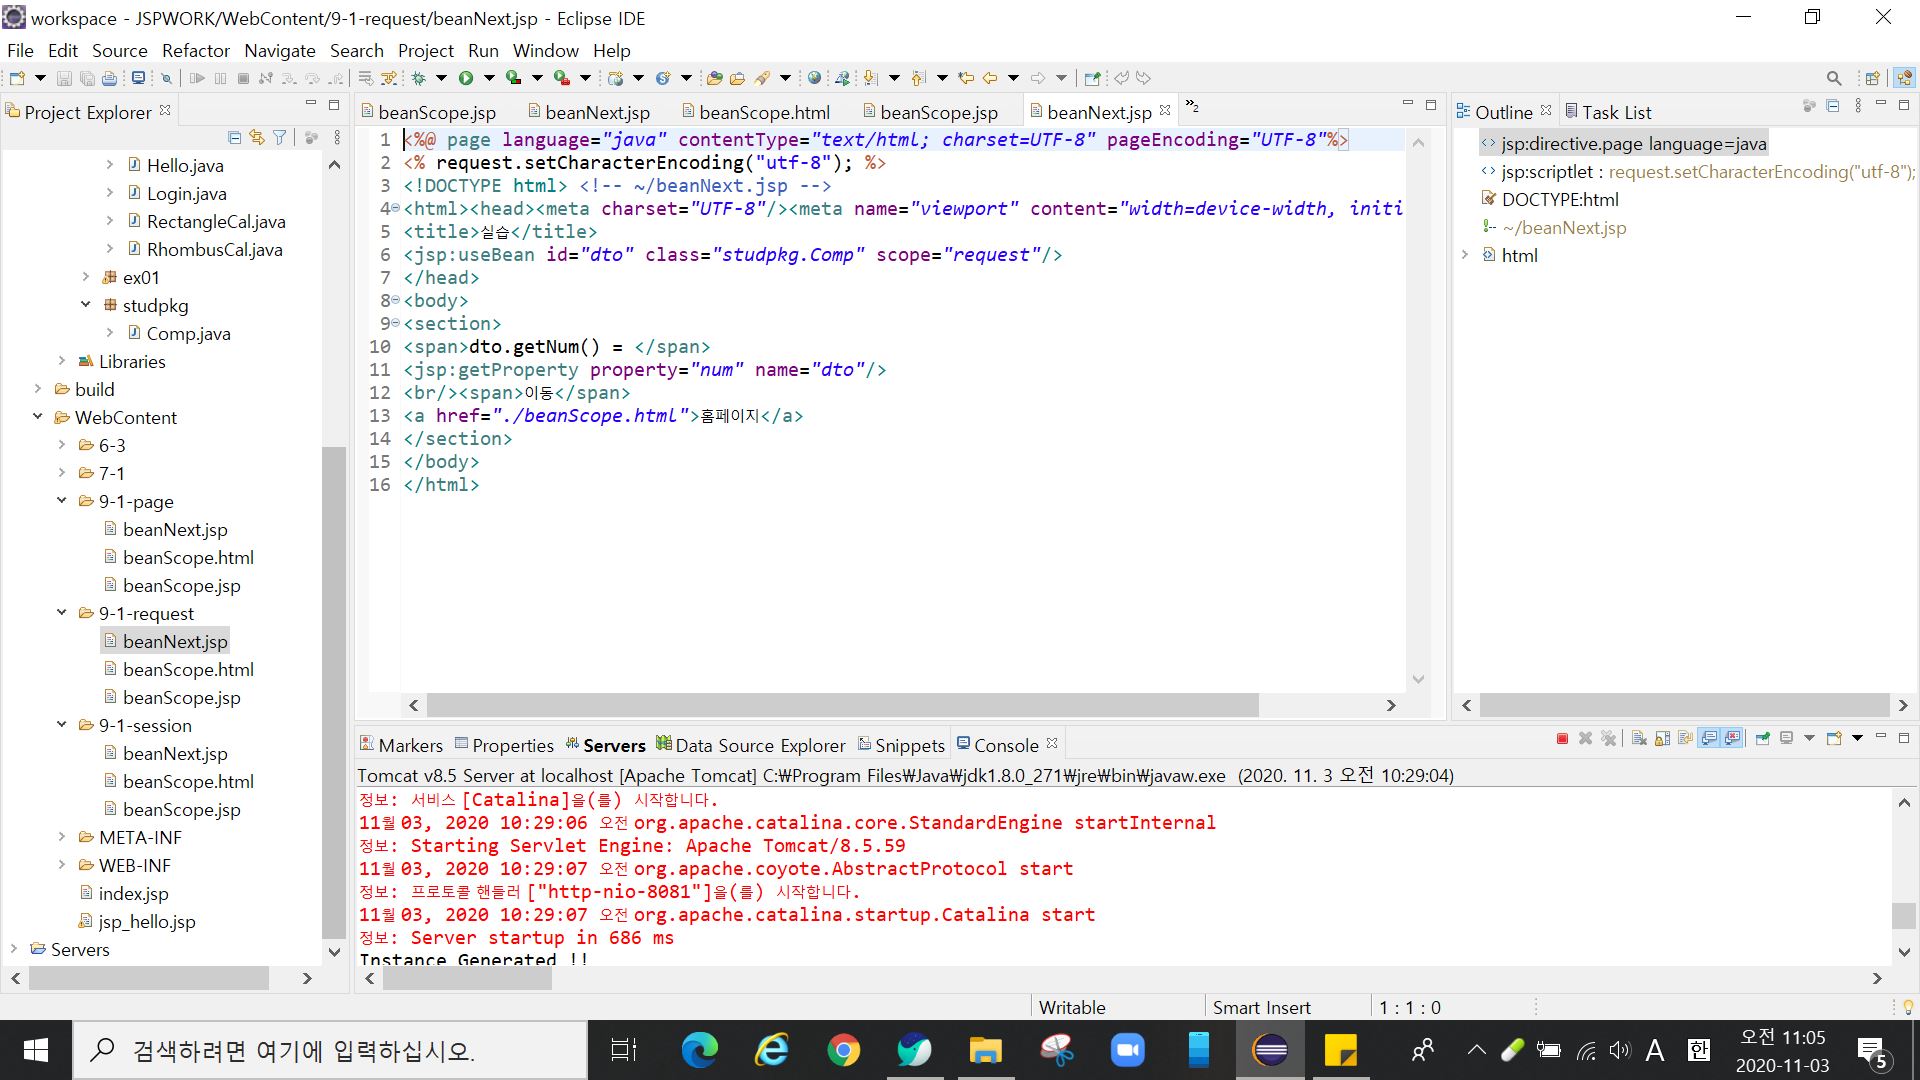 workspace - JSPWORK/WebContent/9-1-request/beanNext.jsp - Eclipse IDE
File Edit Source Refactor Navigate Search Project Run Window Help
Project Explorer
Hello.java
Login.java
RectangleCal.java
RhombusCal.java
ex01
studpkg
Comp.java
Libraries
build
WebContent
6-3
7-1
9-1-page
beanNext.jsp
beanScope.html
beanScope.jsp
9-1-request
beanNext.jsp
beanScope.html
beanScope.jsp
9-1-session
beanNext.jsp
beanScope.html
beanScope.jsp
META-INF
WEB-INF
index.jsp
jsp_hello.jsp
Servers
beanScope.jsp beanNext.jsp beanScope.html beanScope.jsp beanNext.jsp »2
1 <%@ page language="java" contentType="text/html; charset=UTF-8" pageEncoding="UTF-8"%>
2 <% request.setCharacterEncoding("utf-8"); %>
3 <!DOCTYPE html> <!-- ~/beanNext.jsp -->
4 <html><head><meta charset="UTF-8"/><meta name="viewport" content="width=device-width, initi
5 <title>실습</title>
6 <jsp:useBean id="dto" class="studpkg.Comp" scope="request"/>
7 </head>
8 <body>
9 <section>
10 <span>dto.getNum() = </span>
11 <jsp:getProperty property="num" name="dto"/>
12 <br/><span>이동</span>
13 <a href="./beanScope.html">홈페이지</a>
14 </section>
15 </body>
16 </html>
Outline Task List
jsp:directive.page language=java
jsp:scriptlet : request.setCharacterEncoding("utf-8");
DOCTYPE:html
~/beanNext.jsp
html
Markers Properties Servers Data Source Explorer Snippets Console
Tomcat v8.5 Server at localhost [Apache Tomcat] C:₩Program Files₩Java₩jdk1.8.0_271₩jre₩bin₩javaw.exe (2020. 11. 3 오전 10:29:04)
정보: 서비스 [Catalina]을(를) 시작합니다.
11월 03, 2020 10:29:06 오전 org.apache.catalina.core.StandardEngine startInternal
정보: Starting Servlet Engine: Apache Tomcat/8.5.59
11월 03, 2020 10:29:07 오전 org.apache.coyote.AbstractProtocol start
정보: 프로토콜 핸들러 ["http-nio-8081"]을(를) 시작합니다.
11월 03, 2020 10:29:07 오전 org.apache.catalina.startup.Catalina start
정보: Server startup in 686 ms
Instance Generated !!
Writable Smart Insert 1 : 1 : 0
검색하려면 여기에 입력하십시오.
A 한
오전 11:05
2020-11-03
5